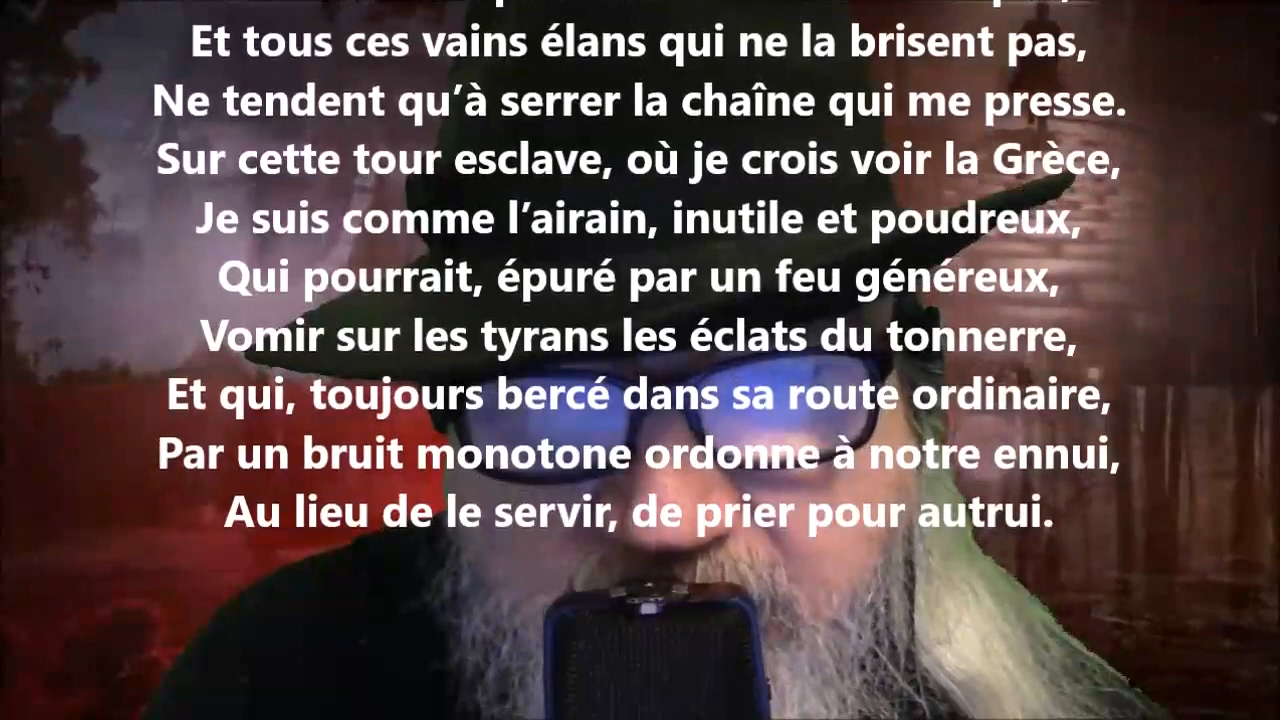 Et tous ces vains élans qui ne la brisent pas,
Ne tendent qu’à serrer la chaîne qui me presse.
Sur cette tour esclave, où je crois voir la Grèce,
Je suis comme l’airain, inutile et poudreux,
Qui pourrait, épuré par un feu généreux,
Vomir sur les tyrans les éclats du tonnerre,
Et qui, toujours bercé dans sa route ordinaire,
Par un bruit monotone ordonne à notre ennui,
Au lieu de le servir, de prier pour autrui.